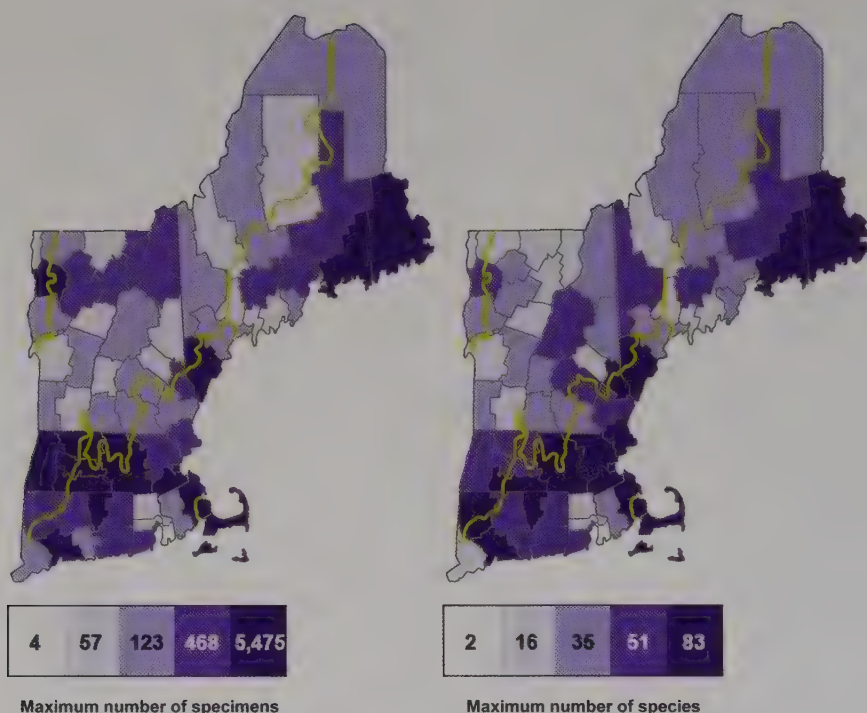 4 57 123 468 5,475
2 16 35 51 83
Maximum number of specimens
Maximum number of species